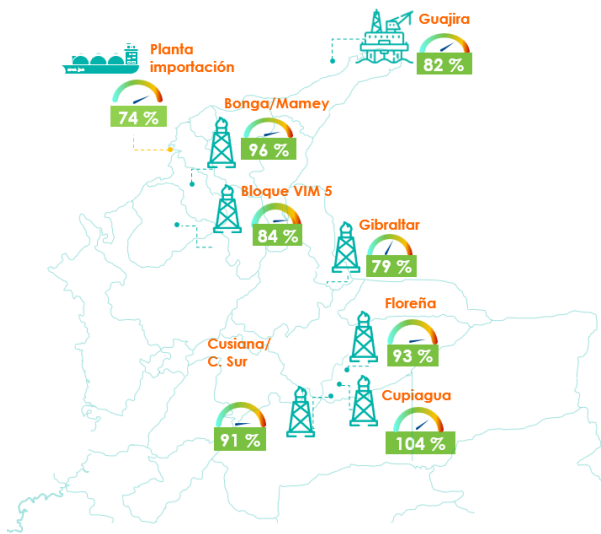 Guajira
82 %
Planta
importación
74 %
Bonga/Mamey
96 %
Bloque VIM 5
84 %
Gibraltar
79 %
Floreña
93 %
Cusiana/
C. Sur
91 %
Cupiagua
104 %